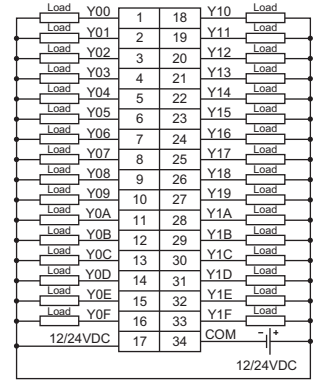 Load Y00 1 18 Y10 Load
Load Y01 2 19 Y11 Load
Load Y02 3 20 Y12 Load
Load Y03 4 21 Y13 Load
Load Y04 5 22 Y14 Load
Load Y05 6 23 Y15 Load
Load Y06 7 24 Y16 Load
Load Y07 8 25 Y17 Load
Load Y08 9 26 Y18 Load
Load Y09 10 27 Y19 Load
Load Y0A 11 28 Y1A Load
Load Y0B 12 29 Y1B Load
Load Y0C 13 30 Y1C Load
Load Y0D 14 31 Y1D Load
Load Y0E 15 32 Y1E Load
Load Y0F 16 33 Y1F Load
12/24VDC 17 34 COM - +
12/24VDC